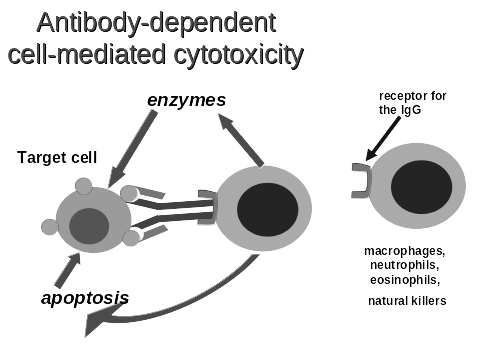 Antibody-dependent
cell-mediated cytotoxicity
enzymes
receptor for
the IgG
Target cell
macrophages,
neutrophils,
eosinophils,
natural killers
apoptosis